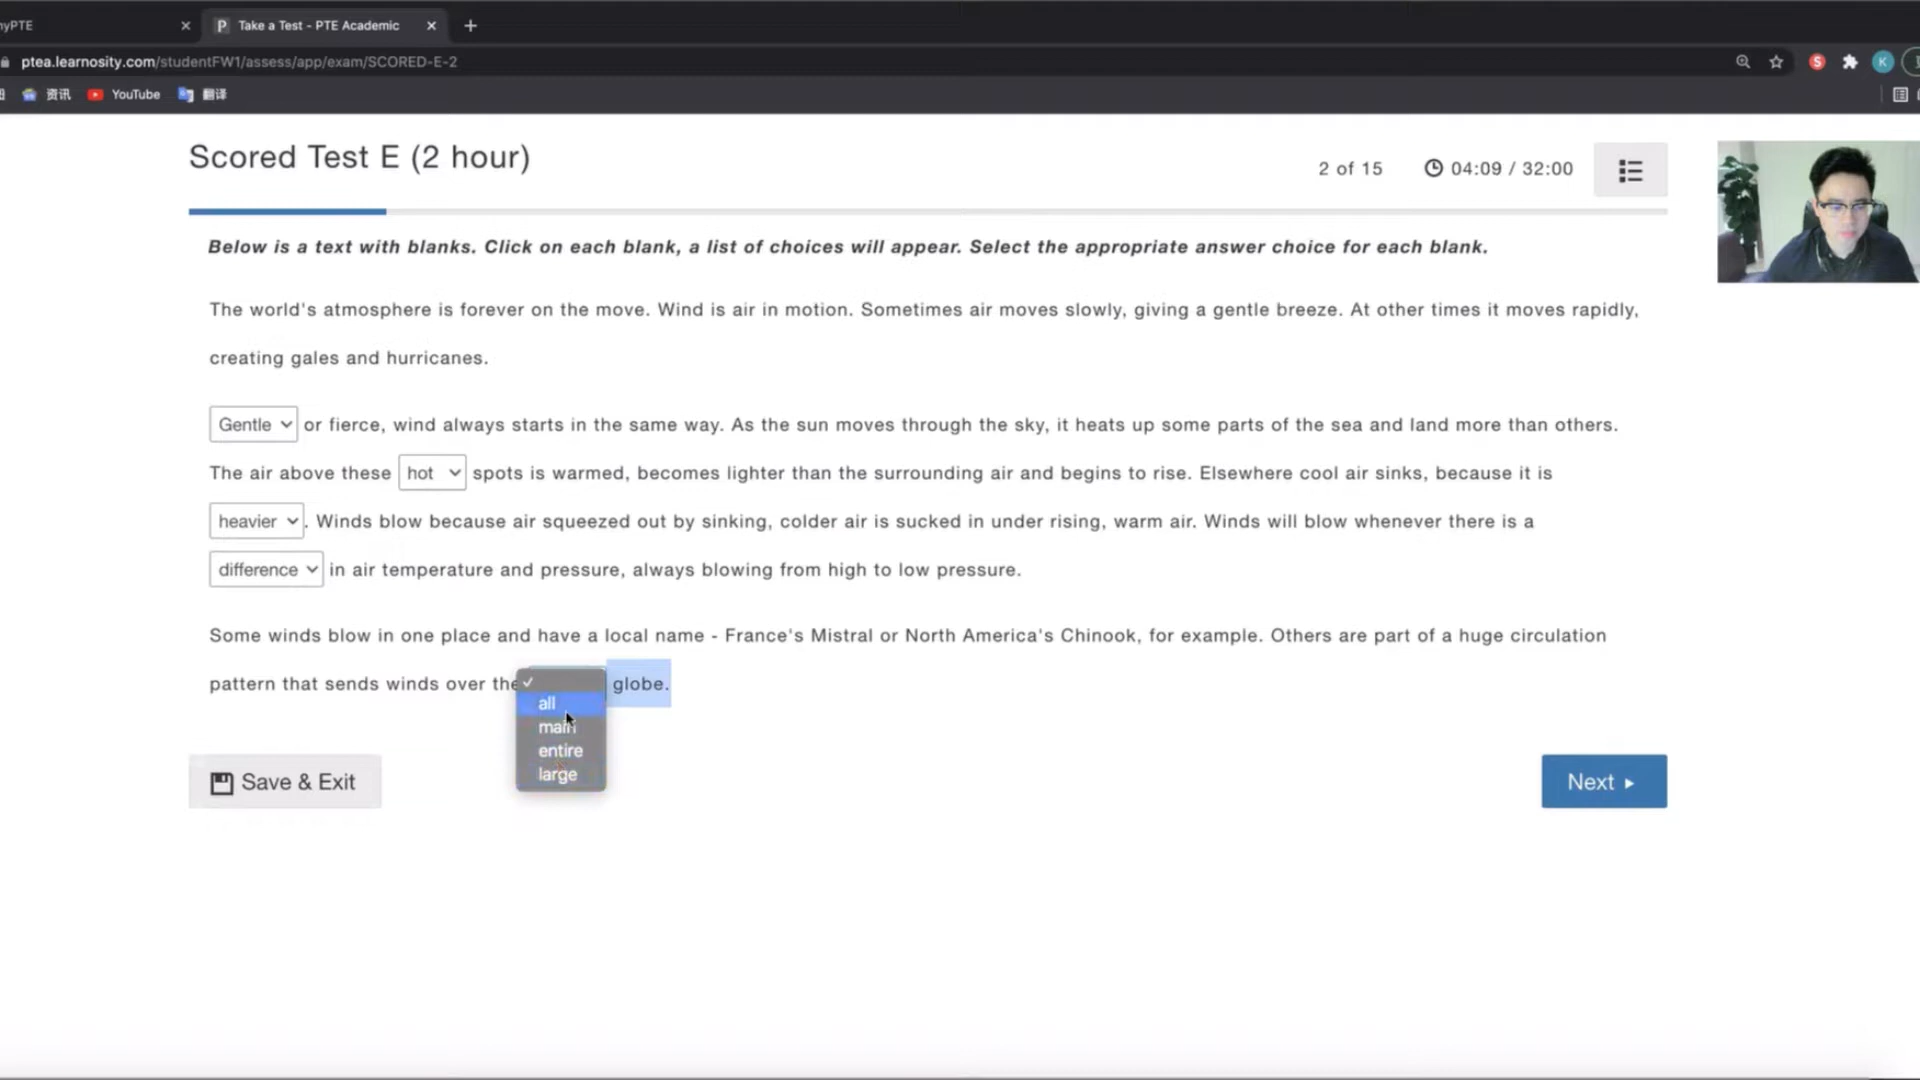 nyPTE
Take a Test - PTE Academic
ptea.learnosity.com/studentFW1/assess/app/exam/SCORED-E-2
资讯 YouTube 翻译
Scored Test E (2 hour)
2 of 15 04:09 / 32:00
Below is a text with blanks. Click on each blank, a list of choices will appear. Select the appropriate answer choice for each blank.
The world's atmosphere is forever on the move. Wind is air in motion. Sometimes air moves slowly, giving a gentle breeze. At other times it moves rapidly,
creating gales and hurricanes.
Gentle or fierce, wind always starts in the same way. As the sun moves through the sky, it heats up some parts of the sea and land more than others.
The air above these hot spots is warmed, becomes lighter than the surrounding air and begins to rise. Elsewhere cool air sinks, because it is
heavier. Winds blow because air squeezed out by sinking, colder air is sucked in under rising, warm air. Winds will blow whenever there is a
difference in air temperature and pressure, always blowing from high to low pressure.
Some winds blow in one place and have a local name - France's Mistral or North America's Chinook, for example. Others are part of a huge circulation
pattern that sends winds over the globe.
all
main
entire
large
Save & Exit
Next